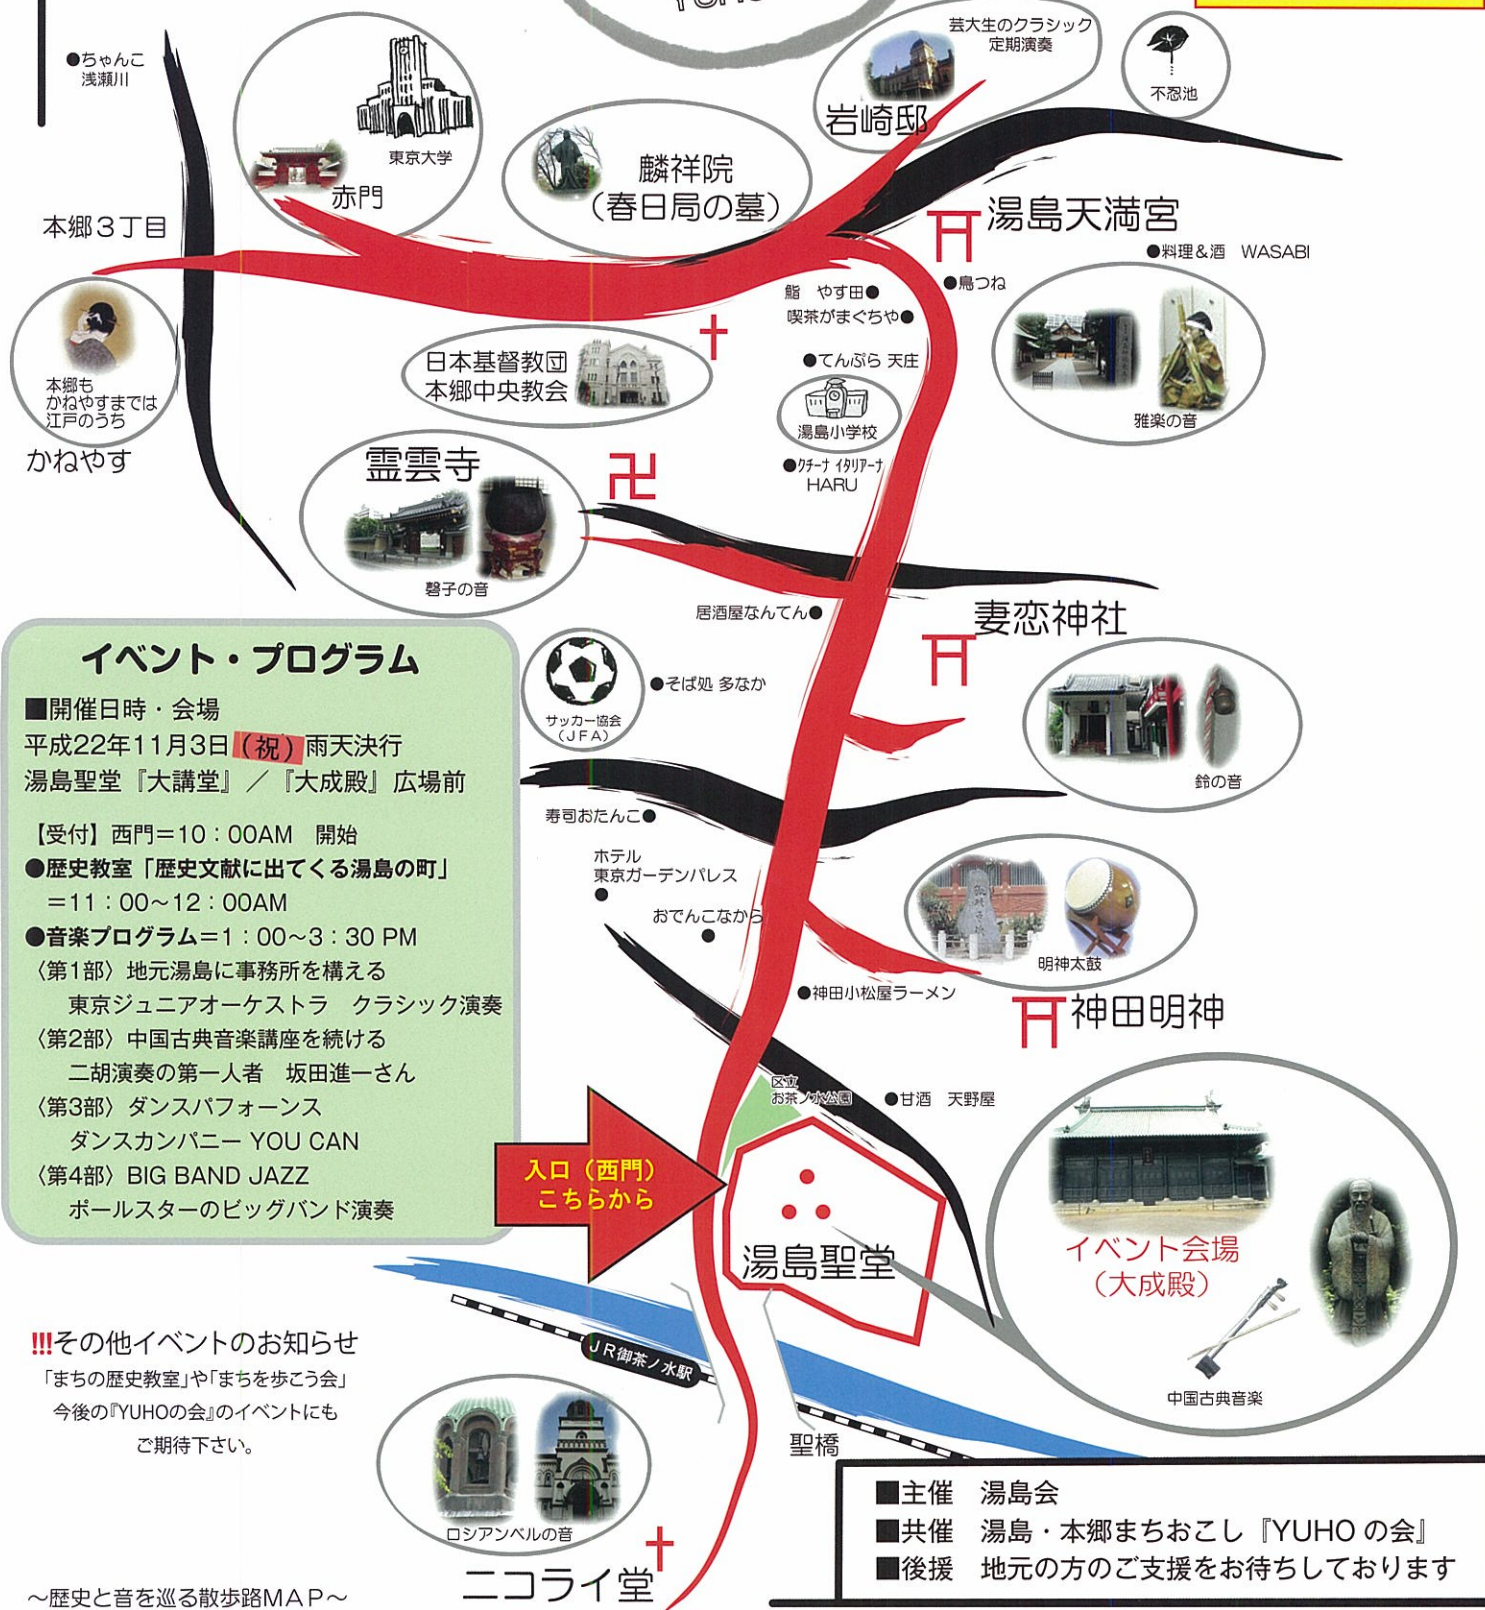 ●ちゃんこ
浅瀬川
東京大学
赤門
麟祥院
（春日局の墓）
芸大生のクラシック
定期演奏
岩崎邸
不忍池
本郷３丁目
湯島天満宮
●料理＆酒　WASABI
●鳥つね
鮨　やす田●
喫茶がまぐちや●
●てんぷら 天庄
湯島小学校
●クチーナ イタリアーナ
HARU
雅楽の音
本郷も
かねやすまでは
江戸のうち
かねやす
日本基督教団
本郷中央教会
霊雲寺
卍
磬子の音
居酒屋なんてん●
妻恋神社
鈴の音
サッカー協会
（JFA）
●そば処 多なか
寿司おたんこ●
ホテル
東京ガーデンパレス
●
おでんこなから
●
明神太鼓
●神田小松屋ラーメン
神田明神
イベント・プログラム
■開催日時・会場
平成22年11月3日（祝）雨天決行
湯島聖堂『大講堂』／『大成殿』広場前
【受付】西門＝10：00AM　開始
●歴史教室「歴史文献に出てくる湯島の町」
＝11：00～12：00AM
●音楽プログラム＝1：00～3：30 PM
〈第1部〉地元湯島に事務所を構える
東京ジュニアオーケストラ　クラシック演奏
〈第2部〉中国古典音楽講座を続ける
二胡演奏の第一人者　坂田進一さん
〈第3部〉ダンスパフォーンス
ダンスカンパニー YOU CAN
〈第4部〉BIG BAND JAZZ
ポールスターのビッグバンド演奏
区立
お茶ノ水公園
●甘酒　天野屋
入口（西門）
こちらから
湯島聖堂
イベント会場
（大成殿）
中国古典音楽
JR御茶ノ水駅
聖橋
!!!その他イベントのお知らせ
「まちの歴史教室」や「まちを歩こう会」
今後の『YUHOの会』のイベントにも
ご期待下さい。
ロシアンベルの音
ニコライ堂
～歴史と音を巡る散歩路MAP～
■主催　湯島会
■共催　湯島・本郷まちおこし『YUHO の会』
■後援　地元の方のご支援をお待ちしております